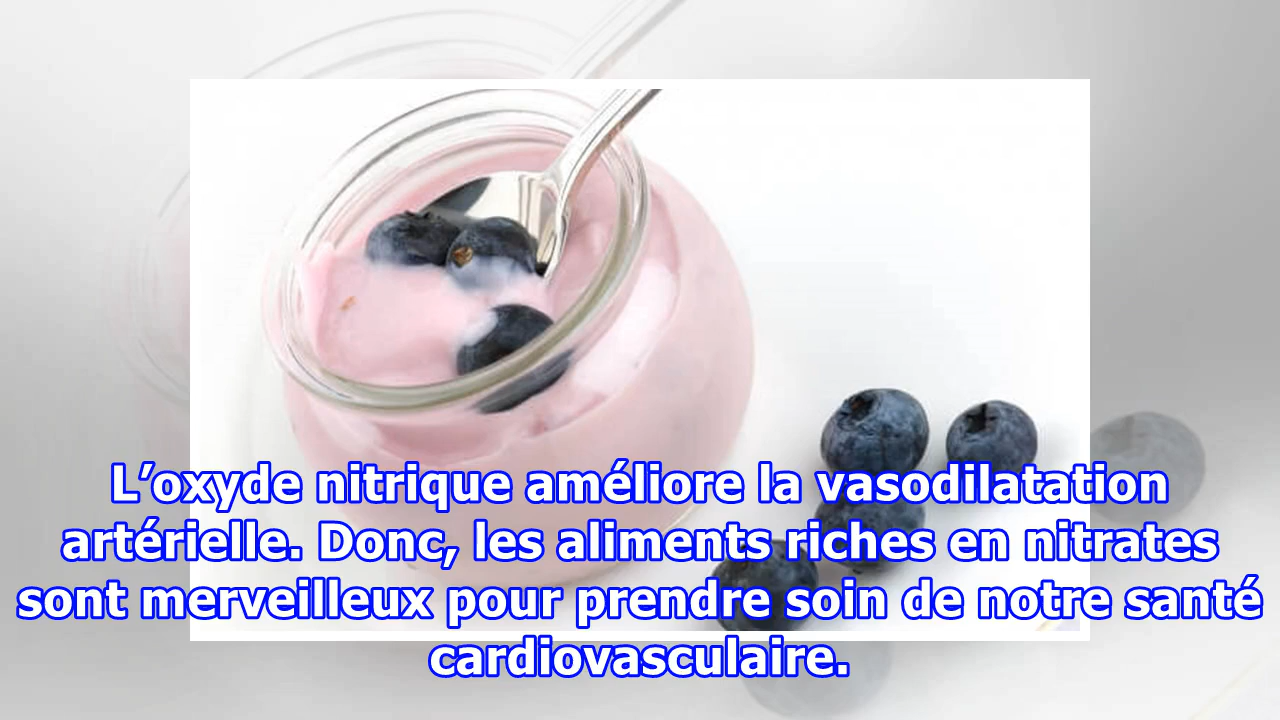 L’oxyde nitrique améliore la vasodilatation
artérielle. Donc, les aliments riches en nitrates
sont merveilleux pour prendre soin de notre santé
cardiovasculaire.